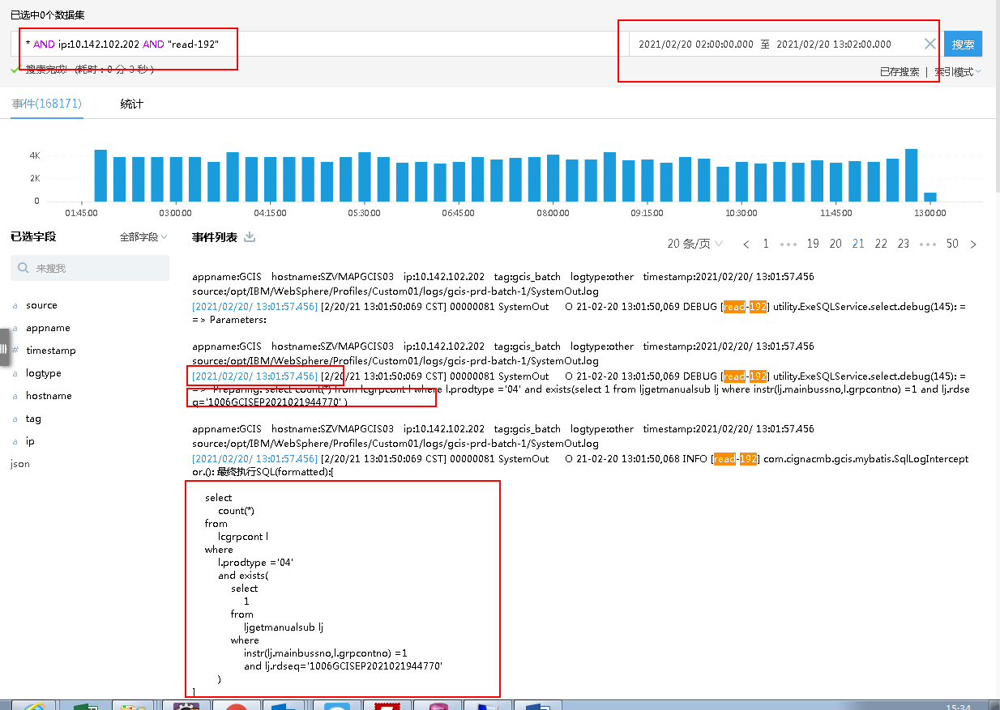 已选中0个数据集
* AND ip:10.142.102.202 AND "read-192"
2021/02/20 02:00:00.000 至 2021/02/20 13:02:00.000
搜索
搜索完成! (耗时：0 分 3 秒)
已存搜索 | 索引模式
事件(168171) 统计
4K
2K
0
01:45:00 03:00:00 04:15:00 05:30:00 06:45:00 08:00:00 09:15:00 10:30:00 11:45:00 13:00:00
已选字段 全部字段
来搜我
a source
a appname
# timestamp
a logtype
a hostname
a tag
a ip
json
事件列表
20 条/页 < 1 ••• 19 20 21 22 23 ••• 50 >
appname:GCIS hostname:SZVMAPGCIS03 ip:10.142.102.202 tag:gcis_batch logtype:other timestamp:2021/02/20/ 13:01:57.456
source:/opt/IBM/WebSphere/Profiles/Custom01/logs/gcis-prd-batch-1/SystemOut.log
[2021/02/20/ 13:01:57.456] [2/20/21 13:01:50:069 CST] 00000081 SystemOut O 21-02-20 13:01:50,069 DEBUG [read-192] utility.ExeSQLService.select.debug(145): =
= > Parameters:
appname:GCIS hostname:SZVMAPGCIS03 ip:10.142.102.202 tag:gcis_batch logtype:other timestamp:2021/02/20/ 13:01:57.456
source:/opt/IBM/WebSphere/Profiles/Custom01/logs/gcis-prd-batch-1/SystemOut.log
[2021/02/20/ 13:01:57.456] [2/20/21 13:01:50:069 CST] 00000081 SystemOut O 21-02-20 13:01:50,069 DEBUG [read-192] utility.ExeSQLService.select.debug(145): =
= > Preparing: select count(*) from lcgrpcont l where l.prodtype ='04' and exists(select 1 from ljgetmanualsub lj where instr(lj.mainbussno,l.grpcontno) =1 and lj.rdse
q='1006GCISEP2021021944770' )
appname:GCIS hostname:SZVMAPGCIS03 ip:10.142.102.202 tag:gcis_batch logtype:other timestamp:2021/02/20/ 13:01:57.456
source:/opt/IBM/WebSphere/Profiles/Custom01/logs/gcis-prd-batch-1/SystemOut.log
[2021/02/20/ 13:01:57.456] [2/20/21 13:01:50:069 CST] 00000081 SystemOut O 21-02-20 13:01:50,068 INFO [read-192] com.cignacmb.gcis.mybatis.SqlLogIntercept
or.(): 最终执行SQL(formatted):[
select
count(*)
from
lcgrpcont l
where
l.prodtype ='04'
and exists(
select
1
from
ljgetmanualsub lj
where
instr(lj.mainbussno,l.grpcontno) =1
and lj.rdseq='1006GCISEP2021021944770'
)
]
15:34